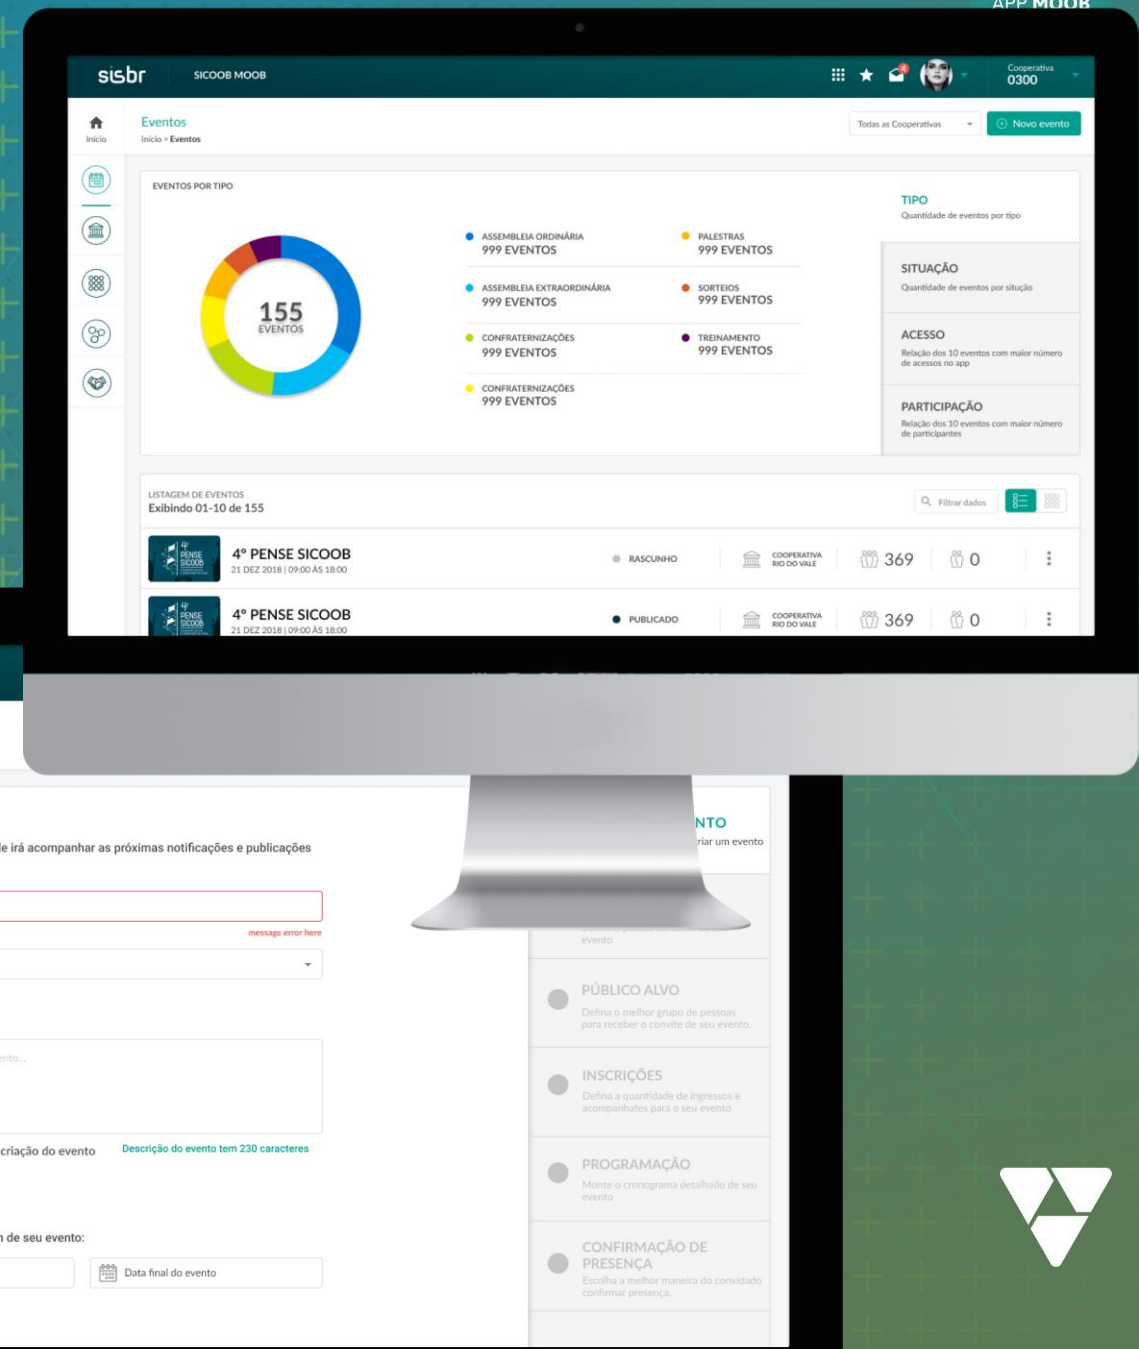 APP MOOB
sisbr
SICOOB MOOB
4
Cooperativa
0300
Início
Eventos
Início > Eventos
Todas as Cooperativas
Novo evento
EVENTOS POR TIPO
155
EVENTOS
ASSEMBLEIA ORDINÁRIA
999 EVENTOS
PALESTRAS
999 EVENTOS
ASSEMBLEIA EXTRAORDINÁRIA
999 EVENTOS
SORTEIOS
999 EVENTOS
CONFRATERNIZAÇÕES
999 EVENTOS
TREINAMENTO
999 EVENTOS
CONFRATERNIZAÇÕES
999 EVENTOS
TIPO
Quantidade de eventos por tipo
SITUAÇÃO
Quantidade de eventos por situção
ACESSO
Relação dos 10 eventos com maior número
de acessos no app
PARTICIPAÇÃO
Relação dos 10 eventos com maior número
de participantes
LISTAGEM DE EVENTOS
Exibindo 01-10 de 155
Filtrar dados
4º
PENSE
SICOOB
4º PENSE SICOOB
21 DEZ 2018 | 09:00 ÀS 18:00
RASCUNHO
COOPERATIVA
RIO DO VALE
369
0
4º
PENSE
SICOOB
4º PENSE SICOOB
21 DEZ 2018 | 09:00 ÀS 18:00
PUBLICADO
COOPERATIVA
RIO DO VALE
369
0
NTO
riar um evento
le irá acompanhar as próximas notificações e publicações
message error here
evento
PÚBLICO ALVO
Defina o melhor grupo de pessoas
para receber o convite de seu evento.
ento...
INSCRIÇÕES
Defina a quantidade de ingressos e
acompanhates para o seu evento
criação do evento
Descrição do evento tem 230 caracteres
PROGRAMAÇÃO
Monte o cronograma detalhado de seu
evento
n de seu evento:
Data final do evento
CONFIRMAÇÃO DE
PRESENÇA
Escolha a melhor maneira do convidado
confirmar presença.